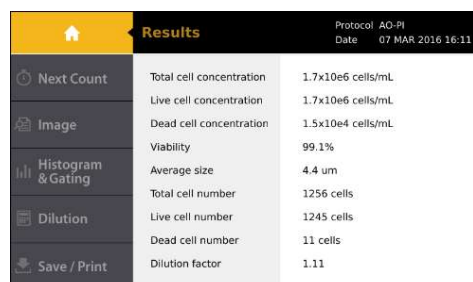 Results
Protocol AO-PI
Date 07 MAR 2016 16:11
Next Count
Image
Histogram
& Gating
Dilution
Save / Print
Total cell concentration 1.7x10e6 cells/mL
Live cell concentration 1.7x10e6 cells/mL
Dead cell concentration 1.5x10e4 cells/mL
Viability 99.1%
Average size 4.4 um
Total cell number 1256 cells
Live cell number 1245 cells
Dead cell number 11 cells
Dilution factor 1.11